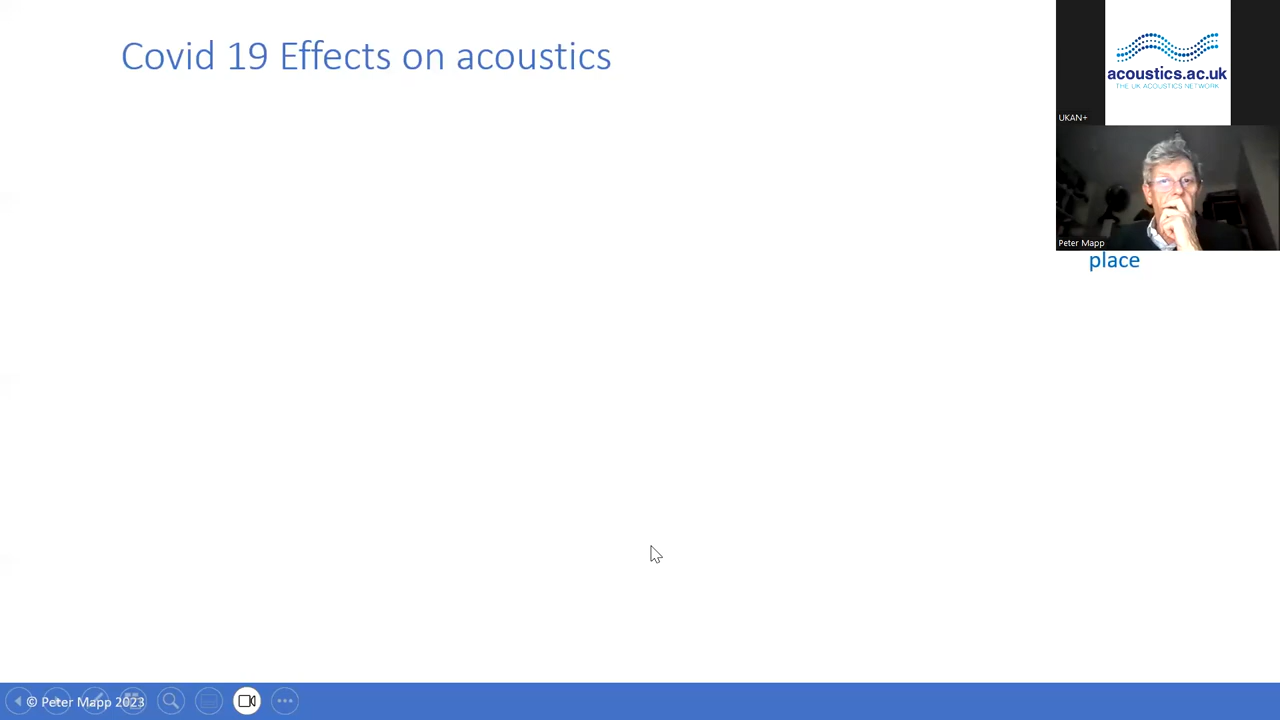 Covid 19 Effects on acoustics
acoustics.ac.uk
THE UK ACOUSTICS NETWORK
UKAN+
Peter Mapp
place
© Peter Mapp 2023